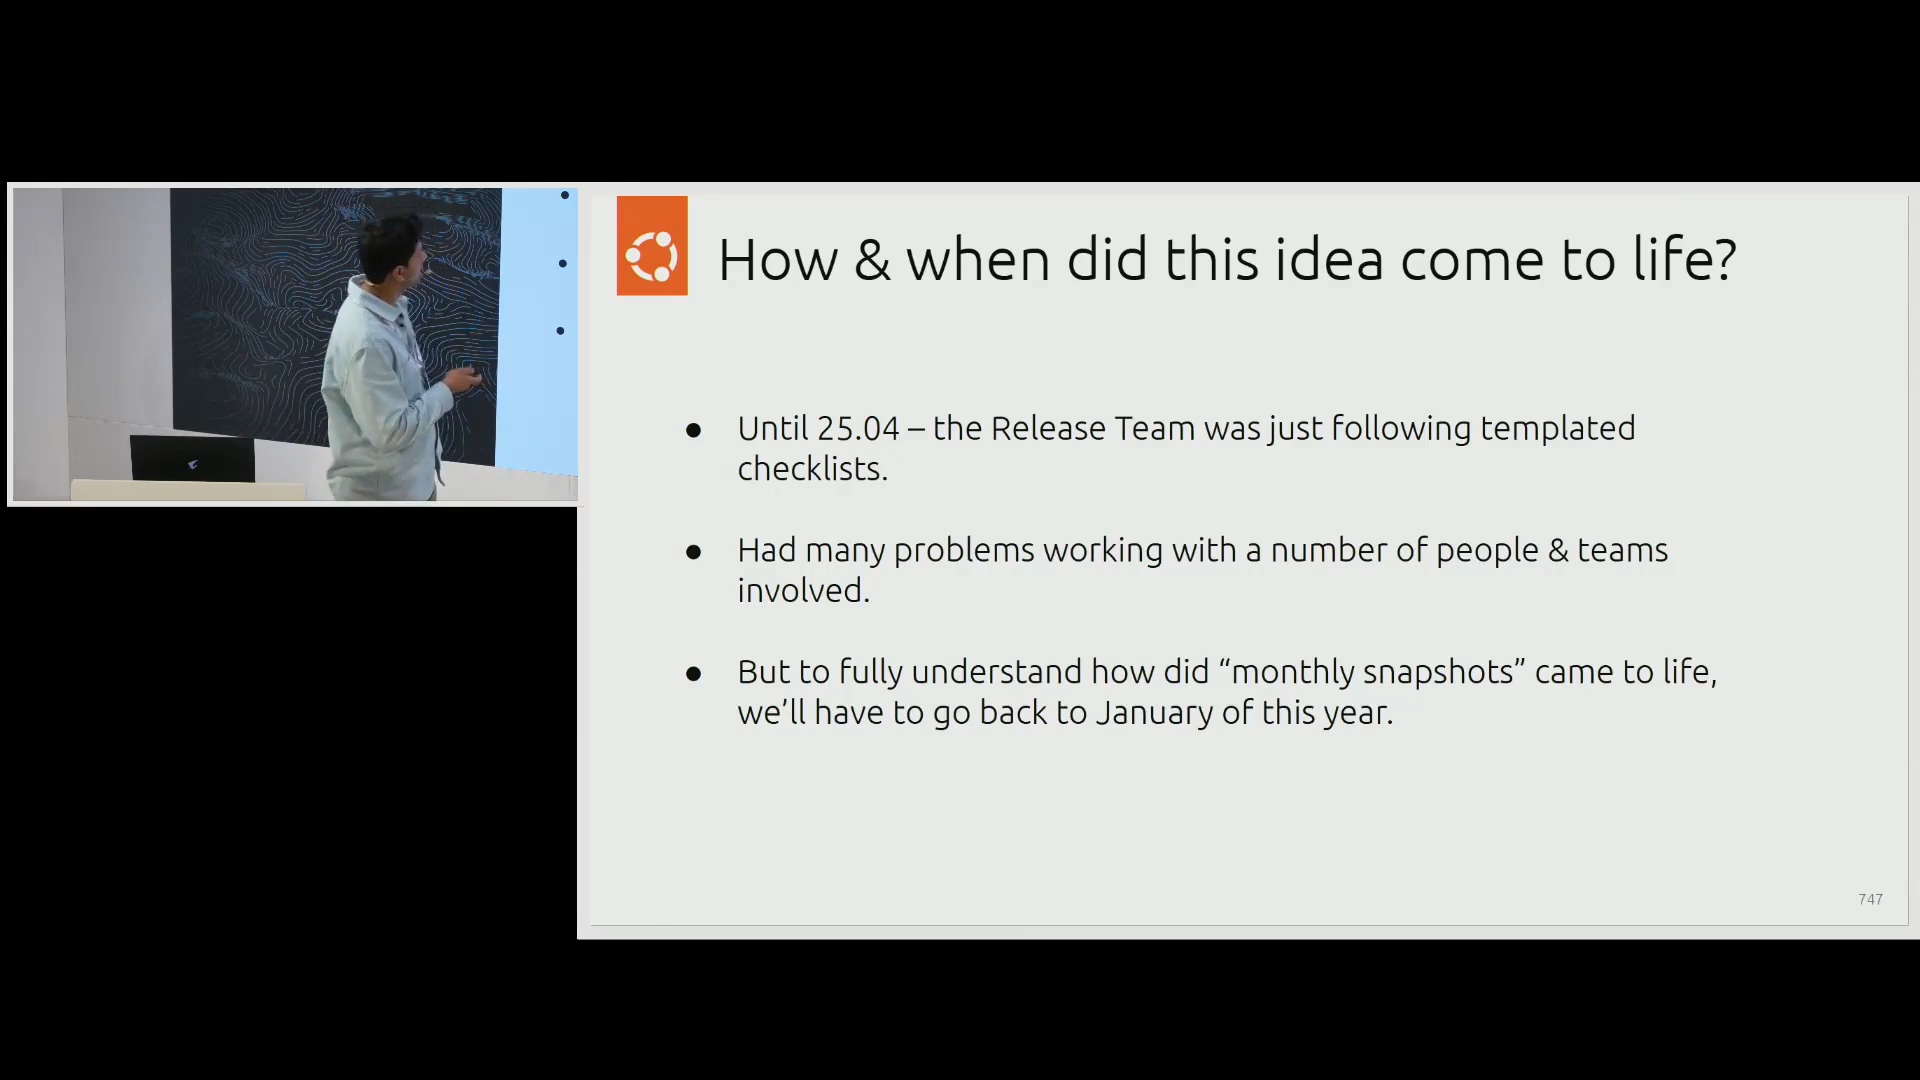 How & when did this idea come to life?
● Until 25.04 – the Release Team was just following templated
checklists.
● Had many problems working with a number of people & teams
involved.
● But to fully understand how did “monthly snapshots” came to life,
we’ll have to go back to January of this year.
747